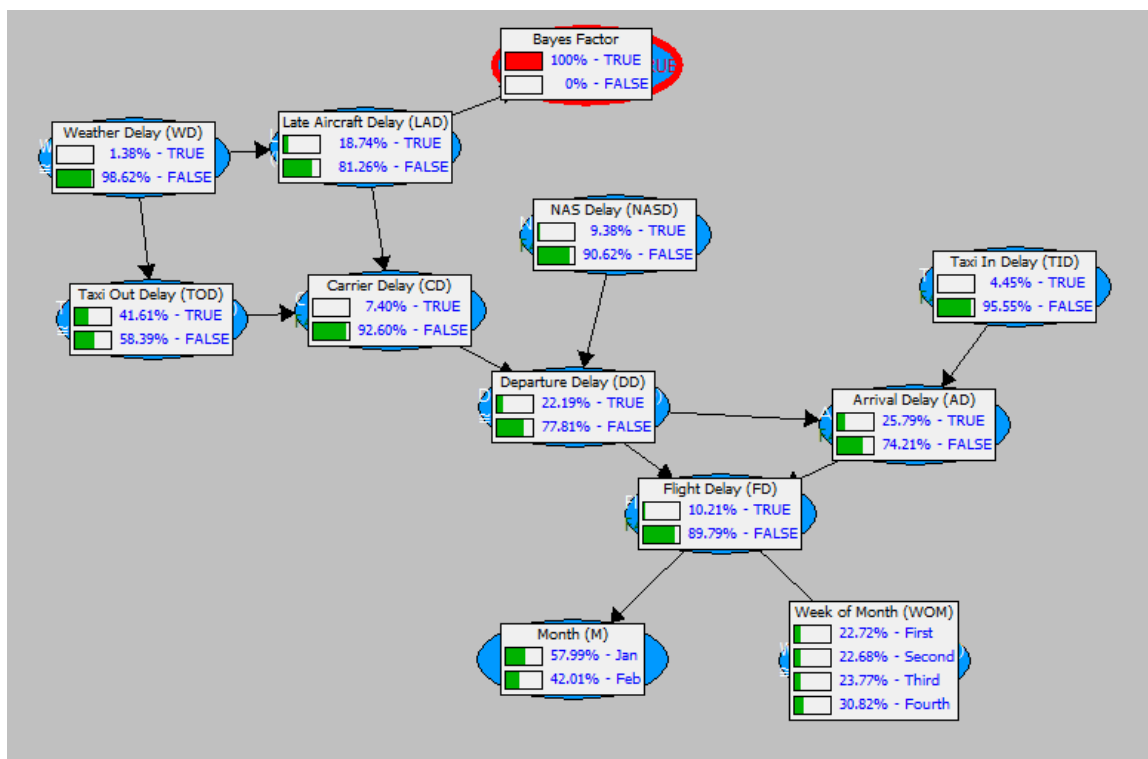 Bayes Factor
100% - TRUE
0% - FALSE
Weather Delay (WD)
1.38% - TRUE
98.62% - FALSE
Late Aircraft Delay (LAD)
18.74% - TRUE
81.26% - FALSE
NAS Delay (NASD)
9.38% - TRUE
90.62% - FALSE
Taxi In Delay (TID)
4.45% - TRUE
95.55% - FALSE
Taxi Out Delay (TOD)
41.61% - TRUE
58.39% - FALSE
Carrier Delay (CD)
7.40% - TRUE
92.60% - FALSE
Departure Delay (DD)
22.19% - TRUE
77.81% - FALSE
Arrival Delay (AD)
25.79% - TRUE
74.21% - FALSE
Flight Delay (FD)
10.21% - TRUE
89.79% - FALSE
Month (M)
57.99% - Jan
42.01% - Feb
Week of Month (WOM)
22.72% - First
22.68% - Second
23.77% - Third
30.82% - Fourth